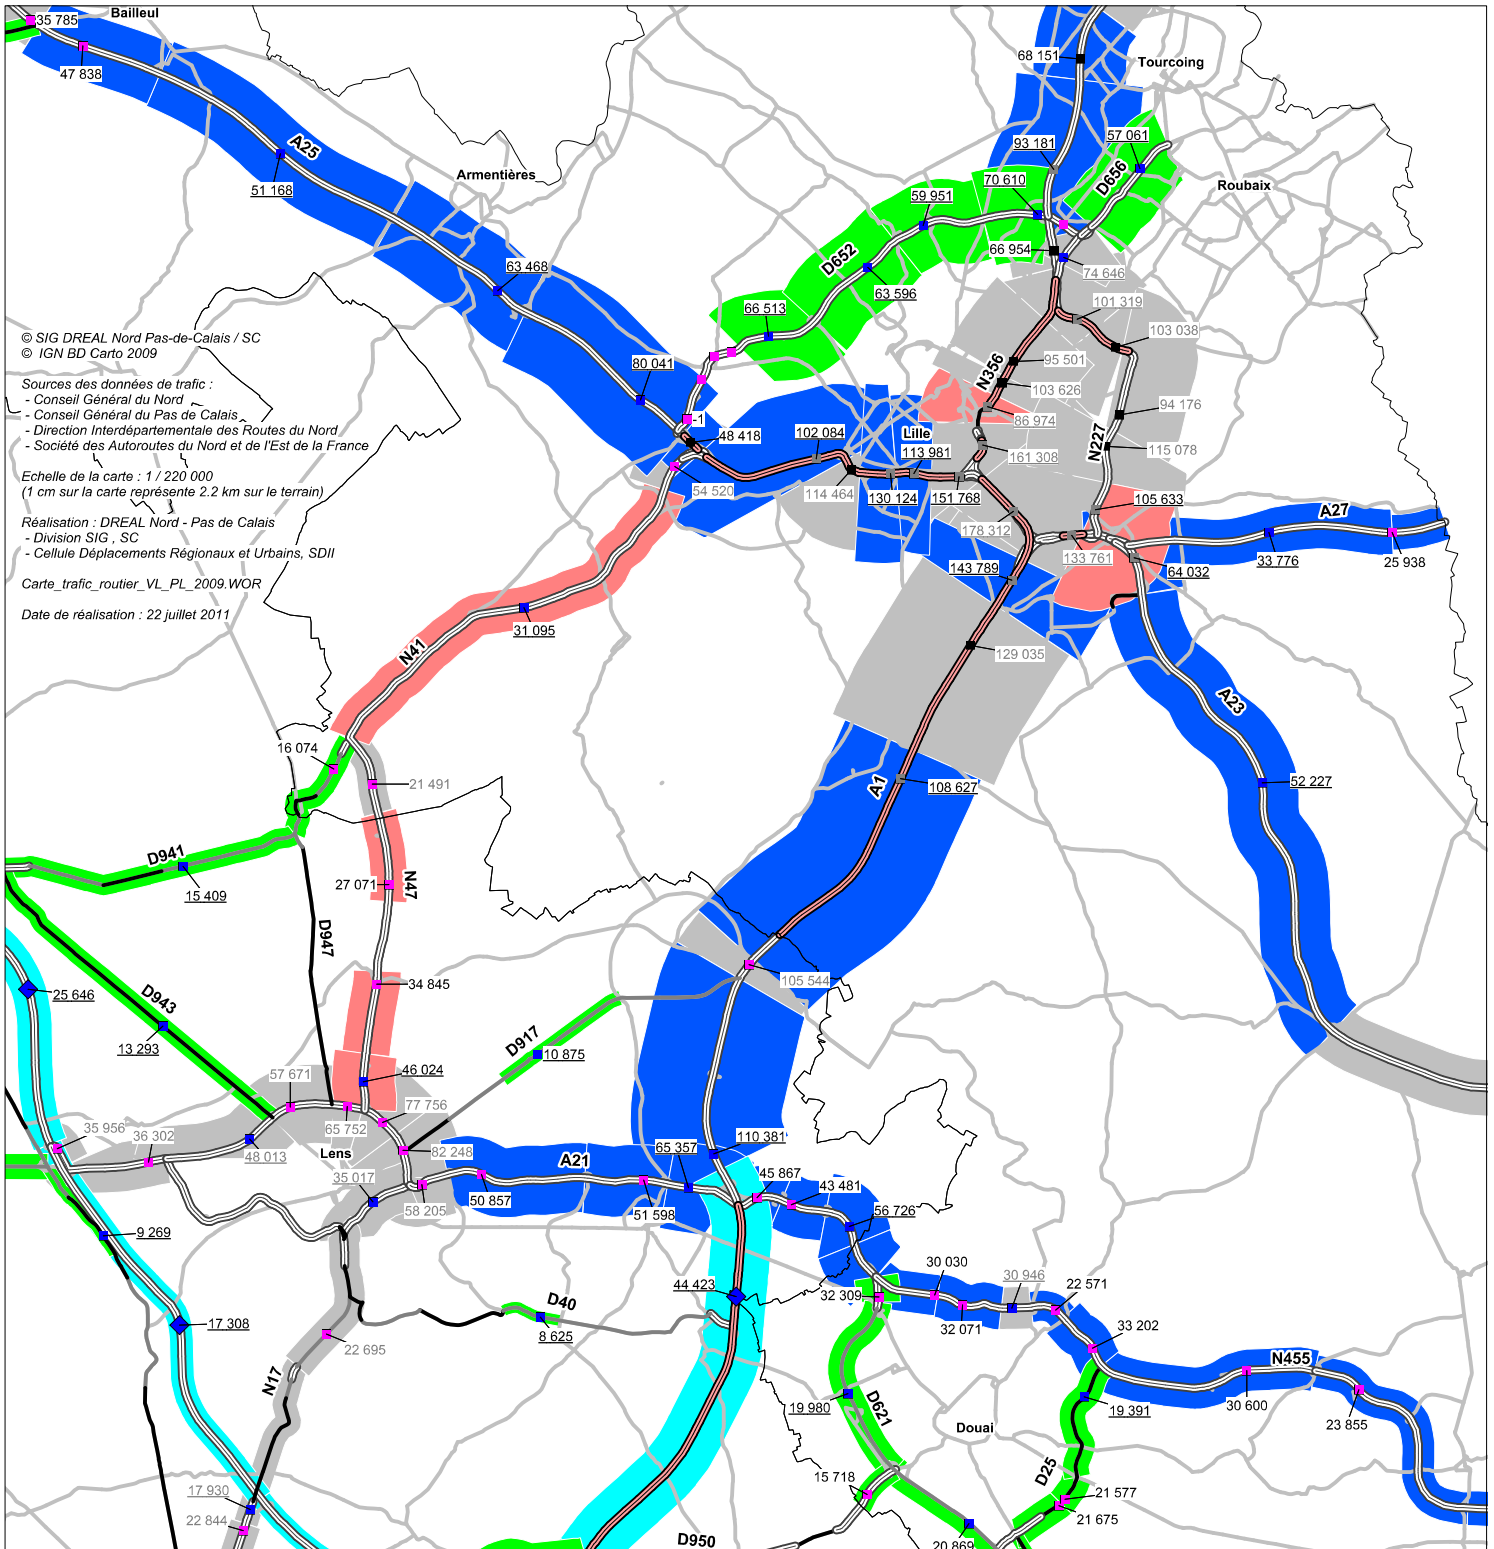 35 785
Bailleul
47 838
68 151
Tourcoing
A25
51 168
Armentières
93 181
57 061
70 610
D656
Roubaix
59 951
66 954
D652
74 646
63 468
63 596
66 513
101 319
103 038
© SIG DREAL Nord Pas-de-Calais / SC
© IGN BD Carto 2009
Sources des données de trafic :
- Conseil Général du Nord
- Conseil Général du Pas de Calais
- Direction Interdépartementale des Routes du Nord
- Société des Autoroutes du Nord et de l'Est de la France
Echelle de la carte : 1 / 220 000
(1 cm sur la carte représente 2.2 km sur le terrain)
Réalisation : DREAL Nord - Pas de Calais
- Division SIG , SC
- Cellule Déplacements Régionaux et Urbains, SDII
Carte_trafic_routier_VL_PL_2009.WOR
Date de réalisation : 22 juillet 2011
80 041
95 501
N356
103 626
94 176
86 974
-1
48 418
102 084
Lille
113 981
N227
115 078
161 308
54 520
114 464
130 124
151 768
105 633
178 312
A27
133 761
143 789
64 032
33 776
25 938
31 095
N41
129 035
A23
16 074
21 491
A1
108 627
52 227
D941
15 409
27 071
N47
D947
34 845
105 544
25 646
D943
13 293
D917
10 875
46 024
57 671
77 756
65 752
35 956
36 302
48 013
Lens
82 248
A21
65 357
110 381
35 017
58 205
50 857
51 598
45 867
43 481
56 726
9 269
44 423
32 309
30 030
30 946
22 571
32 071
33 202
D40
8 625
17 308
22 695
N17
D621
19 980
Douai
19 391
N455
30 600
23 855
D25
15 718
21 577
21 675
17 930
22 844
D950
20 869